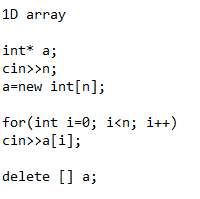 1D array
int* a;
cin>>n;
a=new int[n];
for(int i=0; i<n; i++)
cin>>a[i];
delete [] a;